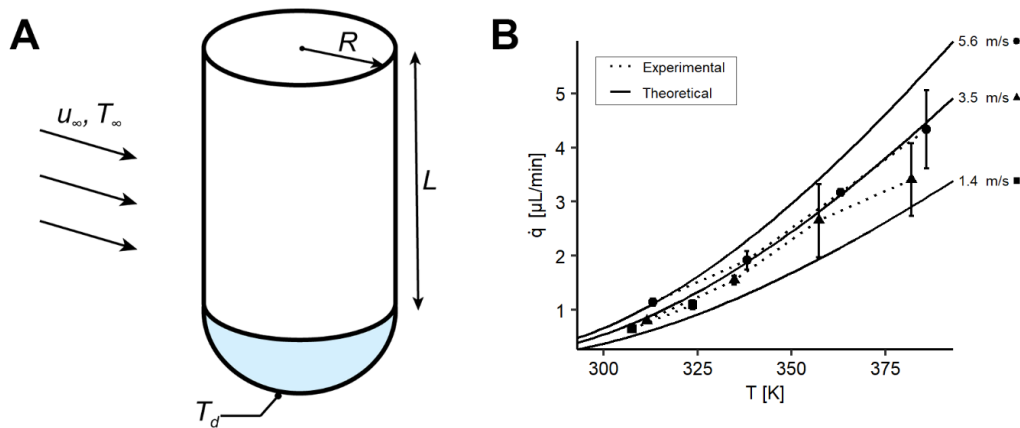 A
R
u∞, T∞
L
T_d
B
Experimental
Theoretical
5.6 m/s
3.5 m/s
1.4 m/s
5
4
3
2
1
q̇ [µL/min]
300 325 350 375
T [K]